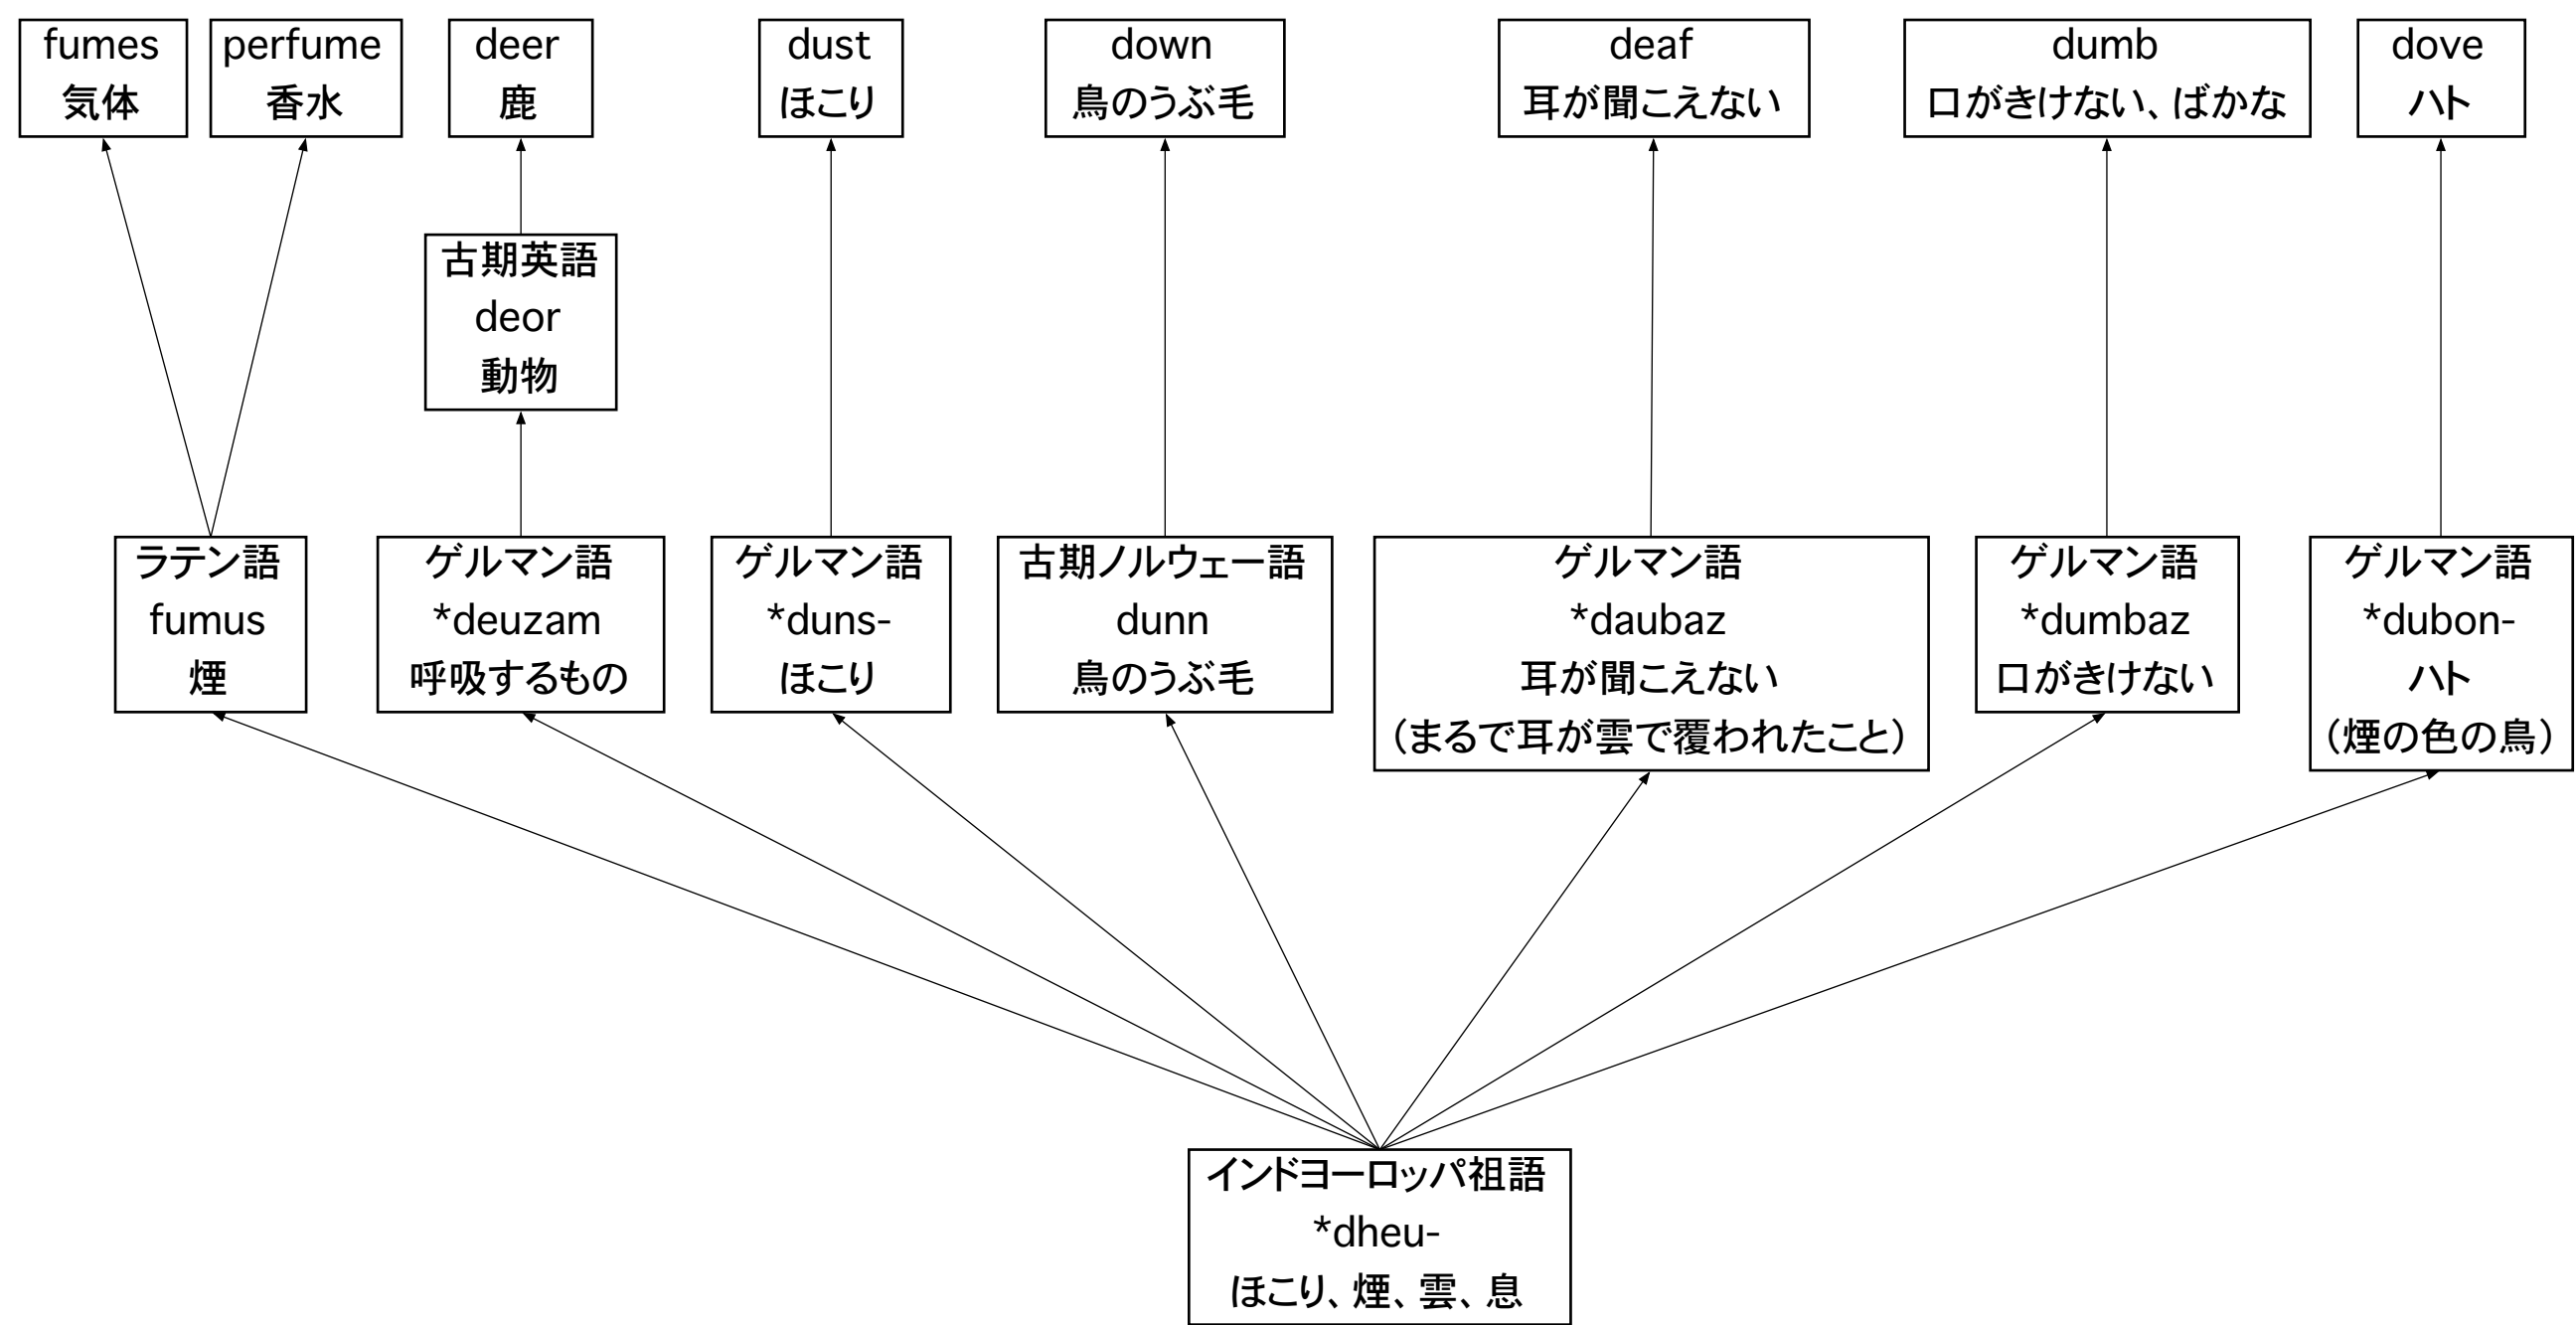 fumes
気体
perfume
香水
deer
鹿
dust
ほこり
down
鳥のうぶ毛
deaf
耳が聞こえない
dumb
口がきけない、ばかな
dove
ハト
古期英語
deor
動物
ラテン語
fumus
煙
ゲルマン語
*deuzam
呼吸するもの
ゲルマン語
*duns-
ほこり
古期ノルウェー語
dunn
鳥のうぶ毛
ゲルマン語
*daubaz
耳が聞こえない
（まるで耳が雲で覆われたこと）
ゲルマン語
*dumbaz
口がきけない
ゲルマン語
*dubon-
ハト
（煙の色の鳥）
インドヨーロッパ祖語
*dheu-
ほこり、煙、雲、息